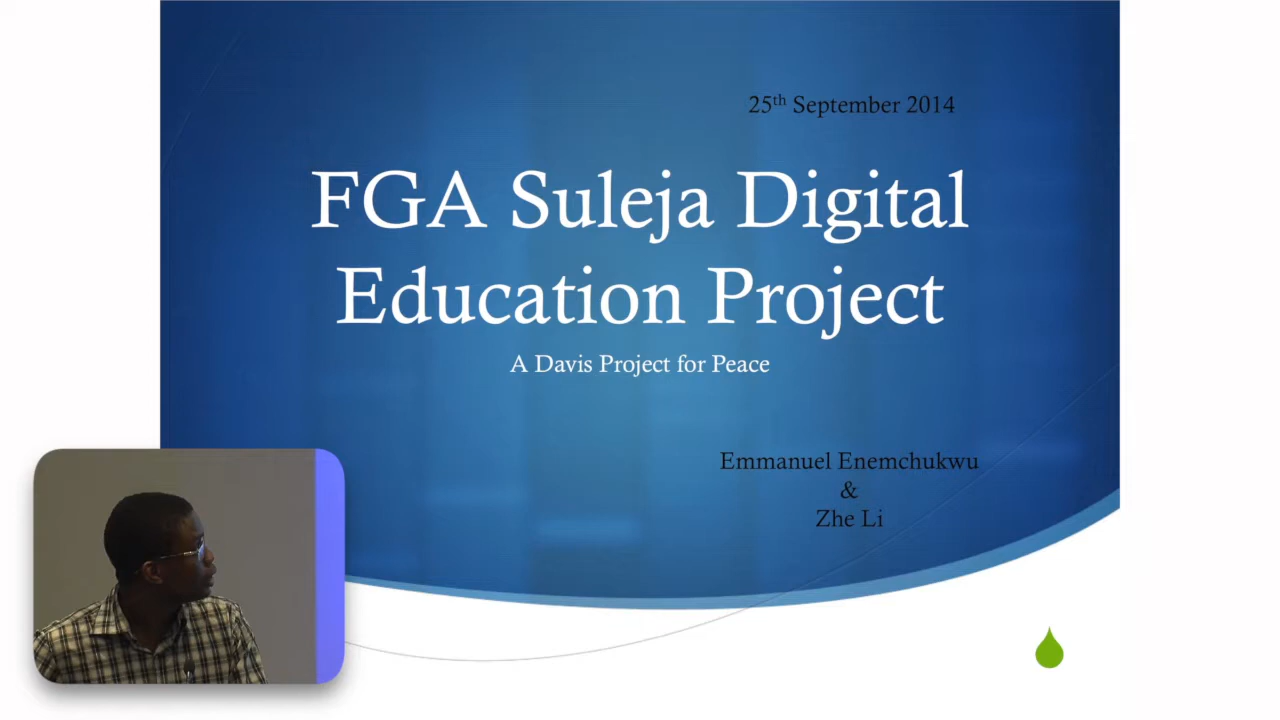 25th September 2014
FGA Suleja Digital
Education Project
A Davis Project for Peace
Emmanuel Enemchukwu
&
Zhe Li